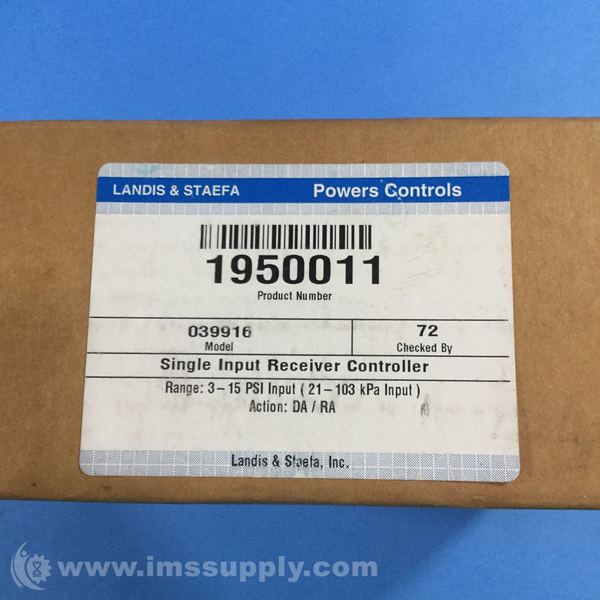 LANDIS & STAEFA Powers Controls
1950011
Product Number
039916 72
Model Checked By
Single Input Receiver Controller
Range: 3–15 PSI Input ( 21–103 kPa Input )
Action: DA / RA
Landis & Staefa, Inc.
www.imssupply.com